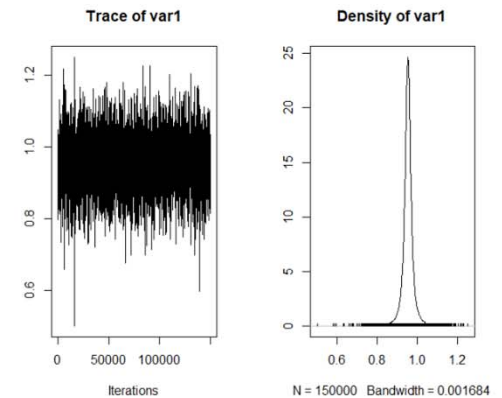 Trace of var1
0.6 0.8 1.0 1.2
0 50000 100000
Iterations
Density of var1
0 5 10 15 20 25
0.6 0.8 1.0 1.2
N = 150000 Bandwidth = 0.001684